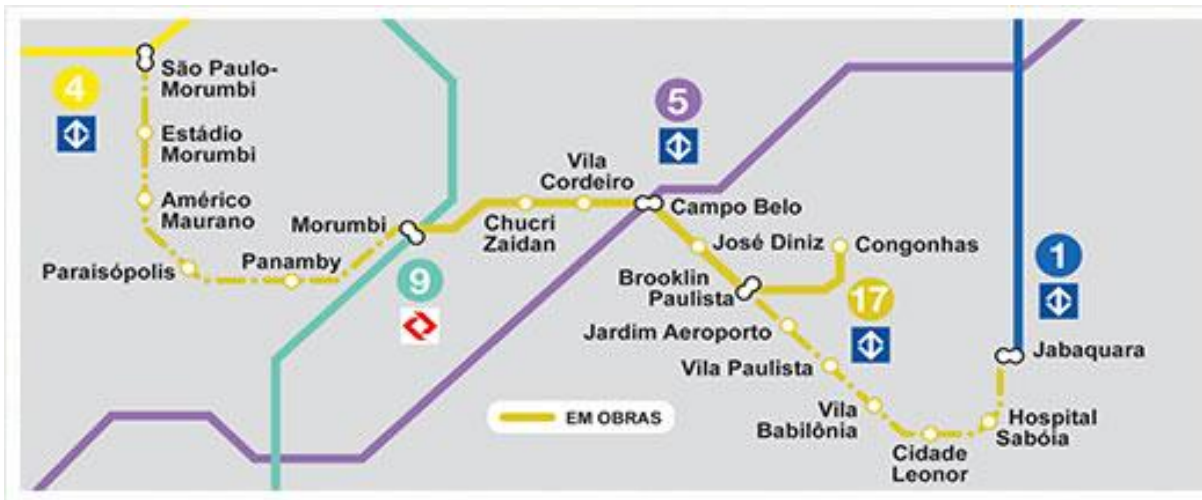 4
São Paulo-
Morumbi
Estádio
Morumbi
Américo
Maurano
Paraisópolis
Panamby
Morumbi
9
Chucri
Zaidan
Vila
Cordeiro
5
Campo Belo
José Diniz
Congonhas
Brooklin
Paulista
17
Jardim Aeroporto
Vila Paulista
Vila
Babilônia
Cidade
Leonor
Hospital
Sabóia
1
Jabaquara
EM OBRAS